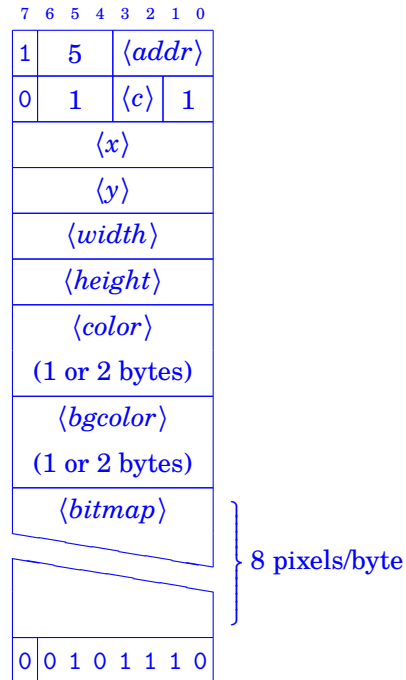 7 6 5 4 3 2 1 0
1 5 ⟨addr⟩
0 1 ⟨c⟩ 1
⟨x⟩
⟨y⟩
⟨width⟩
⟨height⟩
⟨color⟩
(1 or 2 bytes)
⟨bgcolor⟩
(1 or 2 bytes)
⟨bitmap⟩
8 pixels/byte
0 0 1 0 1 1 1 0